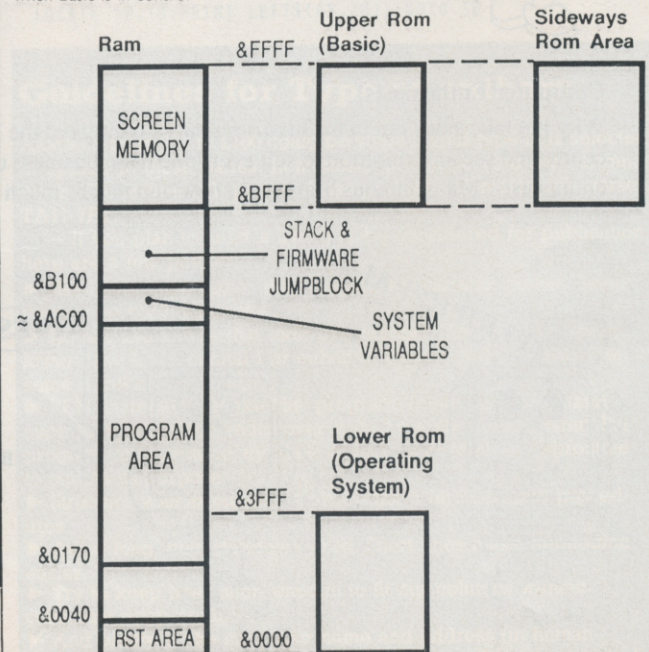 Upper Rom
(Basic)
Sideways
Rom Area
Ram
&FFFF
SCREEN
MEMORY
&BFFF
STACK &
FIRMWARE
JUMPBLOCK
&B100
≈ &AC00
SYSTEM
VARIABLES
PROGRAM
AREA
Lower Rom
(Operating
System)
&3FFF
&0170
&0040
RST AREA
&0000